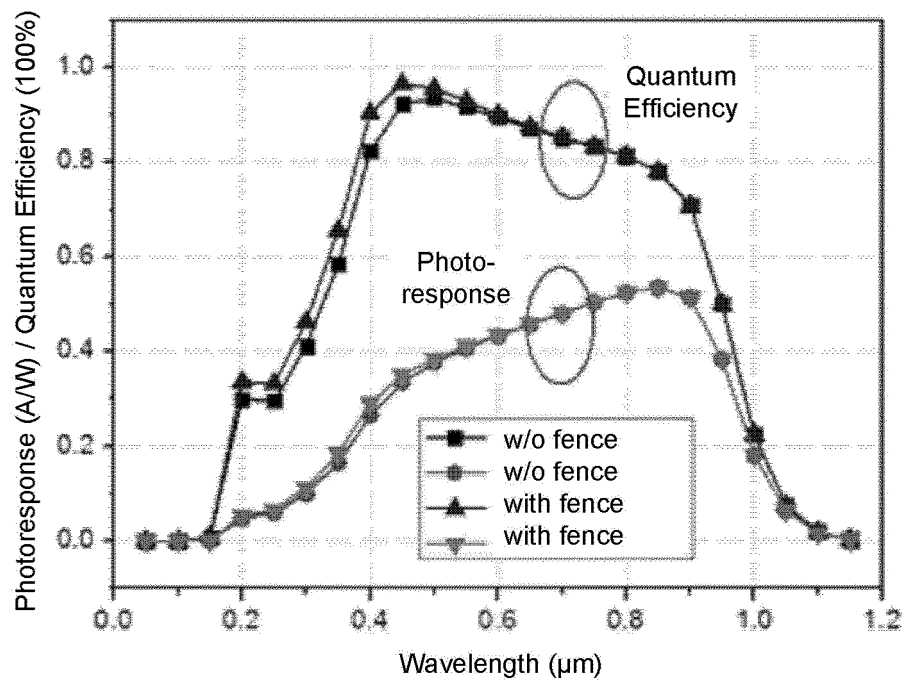 Photoresponse (A/W) / Quantum Efficiency (100%)
1.0
0.8
0.6
0.4
0.2
0.0
Quantum
Efficiency
Photo-
response
w/o fence
w/o fence
with fence
with fence
0.0 0.2 0.4 0.6 0.8 1.0 1.2
Wavelength (μm)